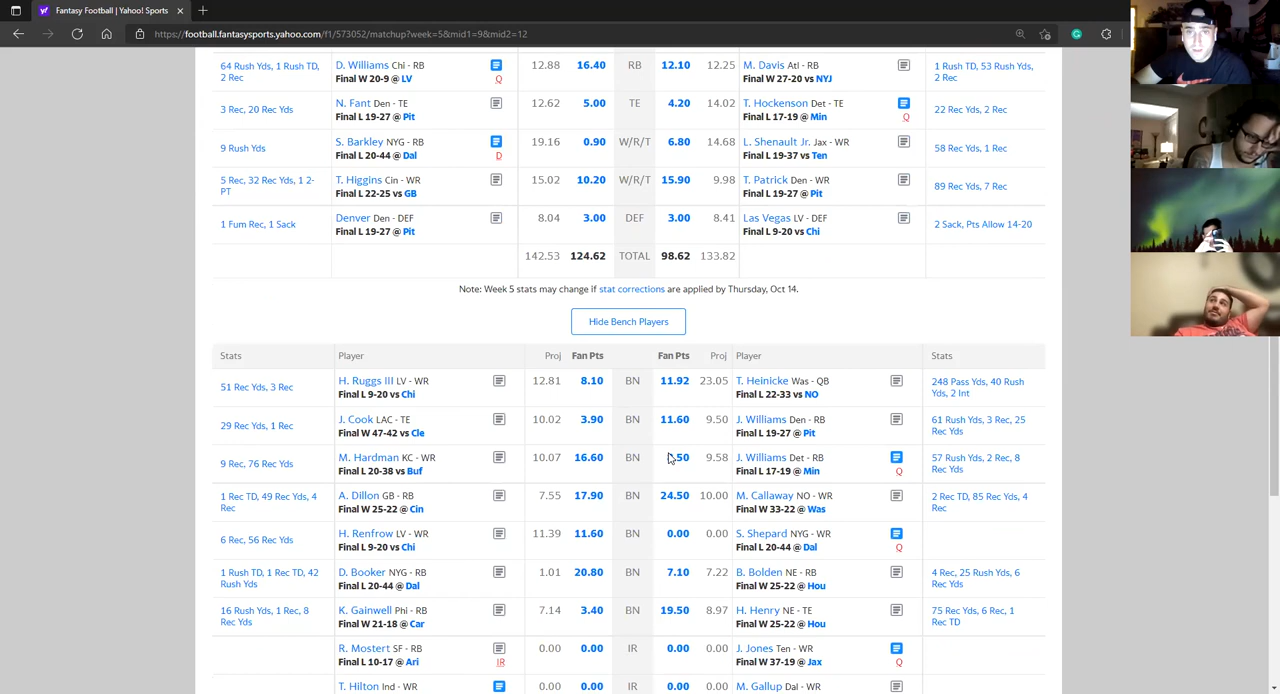 Fantasy Football | Yahoo! Sports
https://football.fantasysports.yahoo.com/f1/573052/matchup?week=5&mid1=9&mid2=12
64 Rush Yds, 1 Rush TD, 2 Rec D. Williams Chi - RB Final W 20-9 @ LV Q 12.88 16.40 RB 12.10 12.25 M. Davis Atl - RB Final W 27-20 vs NYJ 1 Rush TD, 53 Rush Yds, 2 Rec
3 Rec, 20 Rec Yds N. Fant Den - TE Final L 19-27 @ Pit 12.62 5.00 TE 4.20 14.02 T. Hockenson Det - TE Final L 17-19 @ Min Q 22 Rec Yds, 2 Rec
9 Rush Yds S. Barkley NYG - RB Final L 20-44 @ Dal D 19.16 0.90 W/R/T 6.80 14.68 L. Shenault Jr. Jax - WR Final L 19-37 vs Ten 58 Rec Yds, 1 Rec
5 Rec, 32 Rec Yds, 1 2-PT T. Higgins Cin - WR Final L 22-25 vs GB 15.02 10.20 W/R/T 15.90 9.98 T. Patrick Den - WR Final L 19-27 @ Pit 89 Rec Yds, 7 Rec
1 Fum Rec, 1 Sack Denver Den - DEF Final L 19-27 @ Pit 8.04 3.00 DEF 3.00 8.41 Las Vegas LV - DEF Final L 9-20 vs Chi 2 Sack, Pts Allow 14-20
142.53 124.62 TOTAL 98.62 133.82
Note: Week 5 stats may change if stat corrections are applied by Thursday, Oct 14.
Hide Bench Players
Stats Player Proj Fan Pts Fan Pts Proj Player Stats
51 Rec Yds, 3 Rec H. Ruggs III LV - WR Final L 9-20 vs Chi 12.81 8.10 BN 11.92 23.05 T. Heinicke Was - QB Final L 22-33 vs NO 248 Pass Yds, 40 Rush Yds, 2 Int
29 Rec Yds, 1 Rec J. Cook LAC - TE Final W 47-42 vs Cle 10.02 3.90 BN 11.60 9.50 J. Williams Den - RB Final L 19-27 @ Pit 61 Rush Yds, 3 Rec, 25 Rec Yds
9 Rec, 76 Rec Yds M. Hardman KC - WR Final L 20-38 vs Buf 10.07 16.60 BN .50 9.58 J. Williams Det - RB Final L 17-19 @ Min Q 57 Rush Yds, 2 Rec, 8 Rec Yds
1 Rec TD, 49 Rec Yds, 4 Rec A. Dillon GB - RB Final W 25-22 @ Cin 7.55 17.90 BN 24.50 10.00 M. Callaway NO - WR Final W 33-22 @ Was 2 Rec TD, 85 Rec Yds, 4 Rec
6 Rec, 56 Rec Yds H. Renfrow LV - WR Final L 9-20 vs Chi 11.39 11.60 BN 0.00 0.00 S. Shepard NYG - WR Final L 20-44 @ Dal Q
1 Rush TD, 1 Rec TD, 42 Rush Yds D. Booker NYG - RB Final L 20-44 @ Dal 1.01 20.80 BN 7.10 7.22 B. Bolden NE - RB Final W 25-22 @ Hou 4 Rec, 25 Rush Yds, 6 Rec Yds
16 Rush Yds, 1 Rec, 8 Rec Yds K. Gainwell Phi - RB Final W 21-18 @ Car 7.14 3.40 BN 19.50 8.97 H. Henry NE - TE Final W 25-22 @ Hou 75 Rec Yds, 6 Rec, 1 Rec TD
R. Mostert SF - RB Final L 10-17 @ Ari IR 0.00 0.00 IR 0.00 0.00 J. Jones Ten - WR Final W 37-19 @ Jax Q
T. Hilton Ind - WR 0.00 0.00 IR 0.00 0.00 M. Gallup Dal - WR